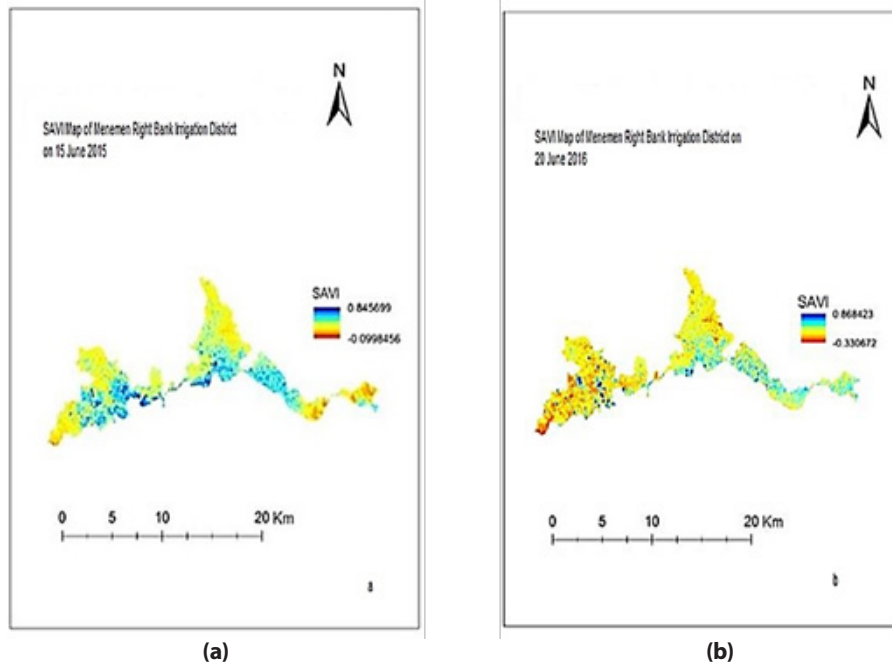 N
SAVI Map of Menemen Right Bank Irrigation District
on 15 June 2015
SAVI
0.845699
-0.0998456
0 5 10 20 Km
a
(a)
N
SAVI Map of Menemen Right Bank Irrigation District on
20 June 2016
SAVI
0.868423
-0.330672
0 5 10 20 Km
b
(b)